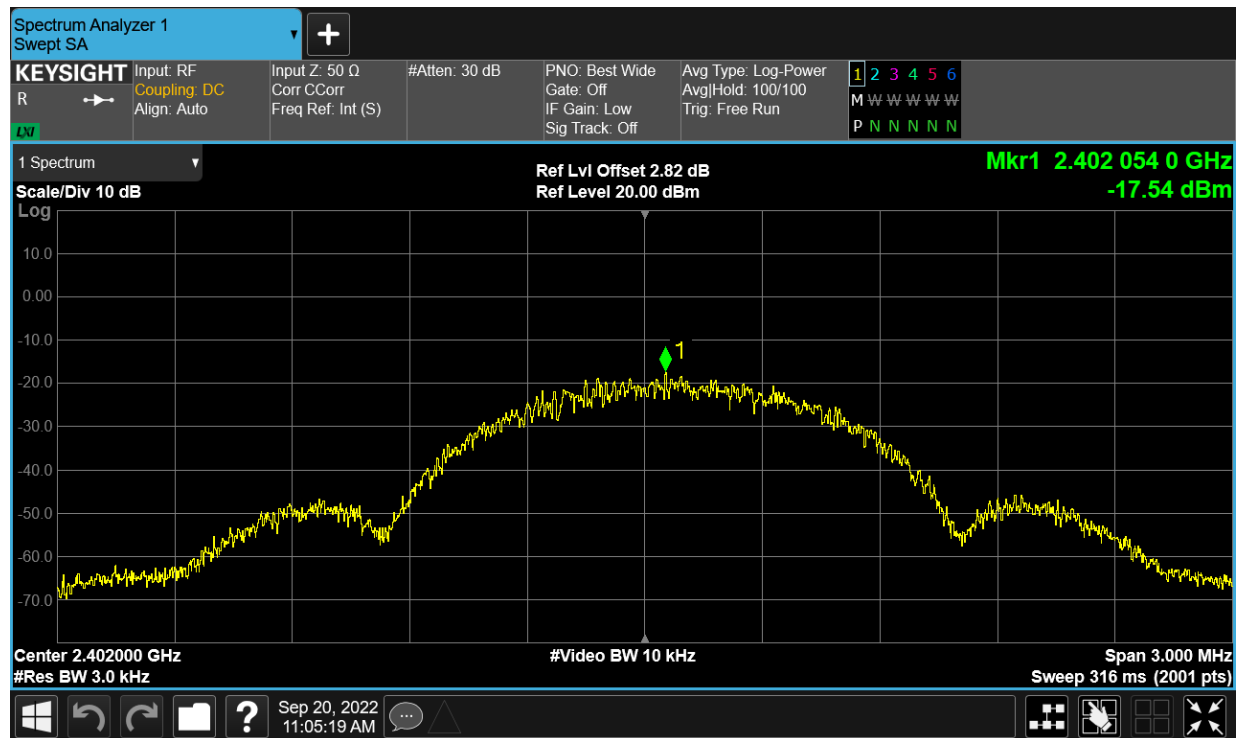 Spectrum Analyzer 1
Swept SA
KEYSIGHT
R
LXI
Input: RF
Coupling: DC
Align: Auto
Input Z: 50 Ω
Corr CCorr
Freq Ref: Int (S)
#Atten: 30 dB
PNO: Best Wide
Gate: Off
IF Gain: Low
Sig Track: Off
Avg Type: Log-Power
Avg|Hold: 100/100
Trig: Free Run
1 2 3 4 5 6
M W W W W W
P N N N N N N
1 Spectrum
Scale/Div 10 dB
Ref Lvl Offset 2.82 dB
Ref Level 20.00 dBm
Mkr1 2.402 054 0 GHz
-17.54 dBm
Log
10.0
0.00
-10.0
1
-20.0
-30.0
-40.0
-50.0
-60.0
-70.0
Center 2.402000 GHz
#Video BW 10 kHz
Span 3.000 MHz
#Res BW 3.0 kHz
Sweep 316 ms (2001 pts)
?
Sep 20, 2022
11:05:19 AM